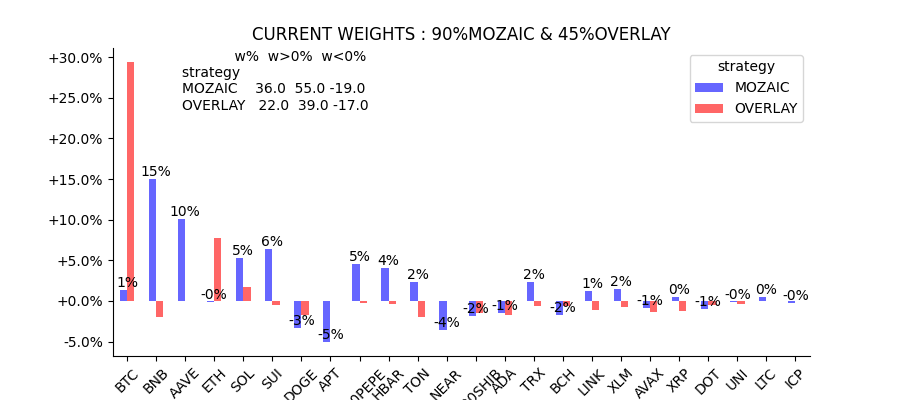 CURRENT WEIGHTS : 90%MOZAIC & 45%OVERLAY
w% w>0% w<0%
strategy
MOZAIC 36.0 55.0 -19.0
OVERLAY 22.0 39.0 -17.0
strategy
MOZAIC
OVERLAY
+30.0%
+25.0%
+20.0%
+15.0%
+10.0%
+5.0%
+0.0%
-5.0%
1% 15% 10% -0% 5% 6% -3% -5% 5% 4% 2% -4% -2% -1% 2% -2% 1% 2% -1% 0% -1% -0% 0% -0%
BTC BNB AAVE ETH SOL SUI DOGE APT 0PEPE HBAR TON NEAR 00SHIB ADA TRX BCH LINK XLM AVAX XRP DOT UNI LTC ICP